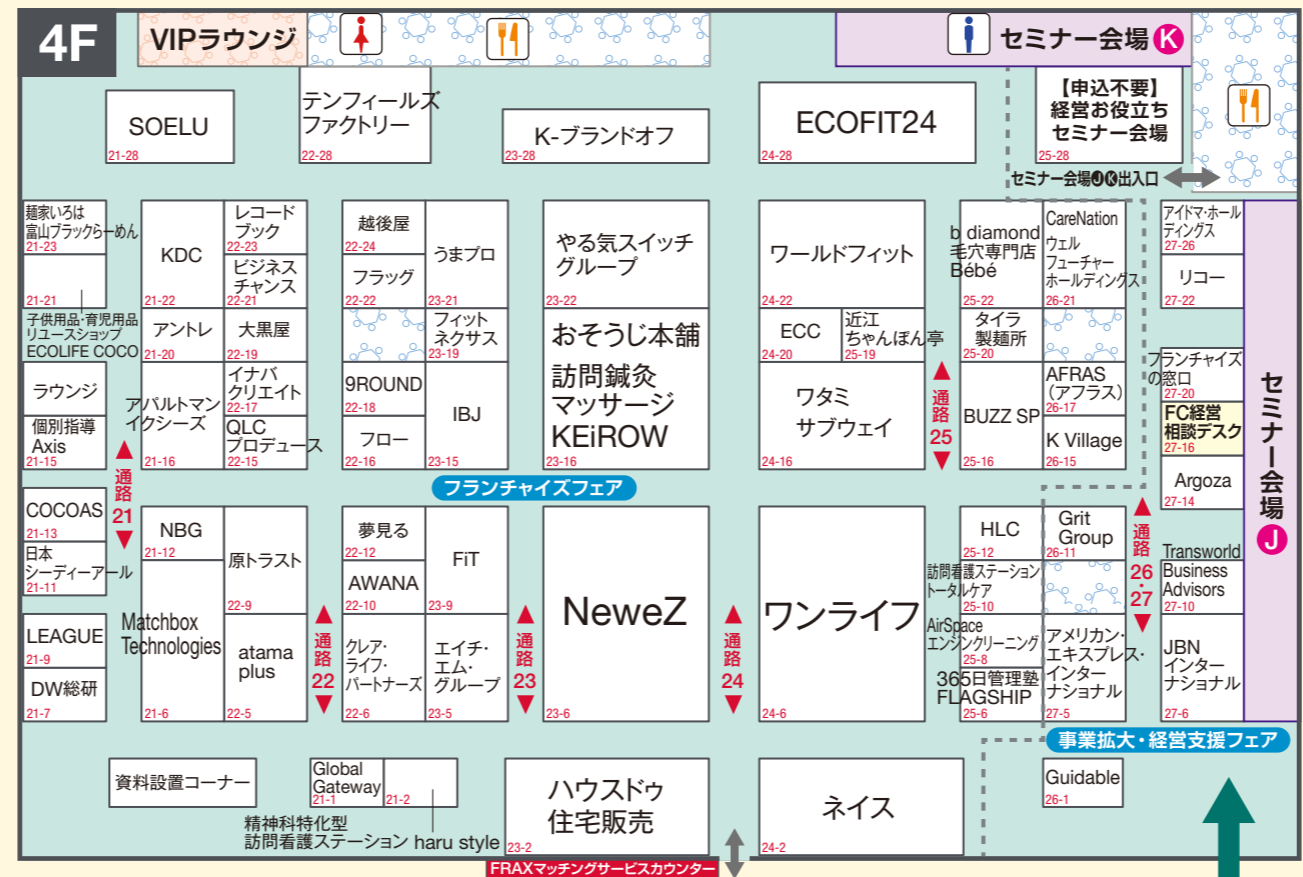 4F
VIPラウンジ
セミナー会場 K
SOELU
21-28
テンフィールズ
ファクトリー
22-28
K-ブランドオフ
23-28
ECOFIT24
24-28
【申込不要】
経営お役立ち
セミナー会場
25-28
セミナー会場JK出入口
麺家いろは
富山ブラックらーめん
21-23
21-21
子供用品・育児用品
リユースショップ
ECOLIFE COCO
KDC
21-22
レコード
ブック
22-23
ビジネス
チャンス
22-21
アントレ
21-20
大黒屋
22-19
ラウンジ
個別指導
Axis
21-15
アパルトマン
イクシーズ
21-16
イナバ
クリエイト
22-17
QLC
プロデュース
22-15
通路
21
越後屋
22-24
フラッグ
22-22
うまプロ
23-21
フィット
ネクサス
23-19
9ROUND
22-18
フロー
22-16
IBJ
23-15
やる気スイッチ
グループ
23-22
おそうじ本舗
訪問鍼灸
マッサージ
KEiROW
23-16
ワールドフィット
24-22
ECC
24-20
近江
ちゃんぽん亭
25-19
ワタミ
サブウェイ
24-16
通路
25
b diamond
毛穴専門店
Bébé
25-22
CareNation
ウェル
フューチャー
ホールディングス
26-21
タイラ
製麺所
25-20
BUZZ SP
25-16
AFRAS
(アフラス)
26-17
K Village
26-15
アイドマ・ホール
ディングス
27-26
リコー
27-22
フランチャイズ
の窓口
27-20
FC経営
相談デスク
27-16
Argoza
27-14
セミナー会場 J
フランチャイズフェア
COCOAS
21-13
日本
シーディーアール
21-11
LEAGUE
21-9
DW総研
21-7
NBG
21-12
Matchbox
Technologies
21-6
原トラスト
22-9
atama
plus
22-5
通路
22
夢見る
22-12
AWANA
22-10
FiT
23-9
クレア・
ライフ・
パートナーズ
22-6
エイチ・
エム・
グループ
23-5
通路
23
NeweZ
23-6
通路
24
ワンライフ
24-6
HLC
25-12
訪問看護ステーション
トータルケア
25-10
AirSpace
エンジンクリーニング
25-8
365日管理塾
FLAGSHIP
25-6
Grit
Group
26-11
アメリカン・
エキスプレス・
インター
ナショナル
27-5
通路
26・27
Transworld
Business
Advisors
27-10
JBN
インター
ナショナル
27-6
事業拡大・経営支援フェア
資料設置コーナー
Global
Gateway
21-1
21-2
精神科特化型
訪問看護ステーション haru style
ハウスドゥ
住宅販売
23-2
ネイス
24-2
Guidable
26-1
FRAXマッチングサービスカウンター